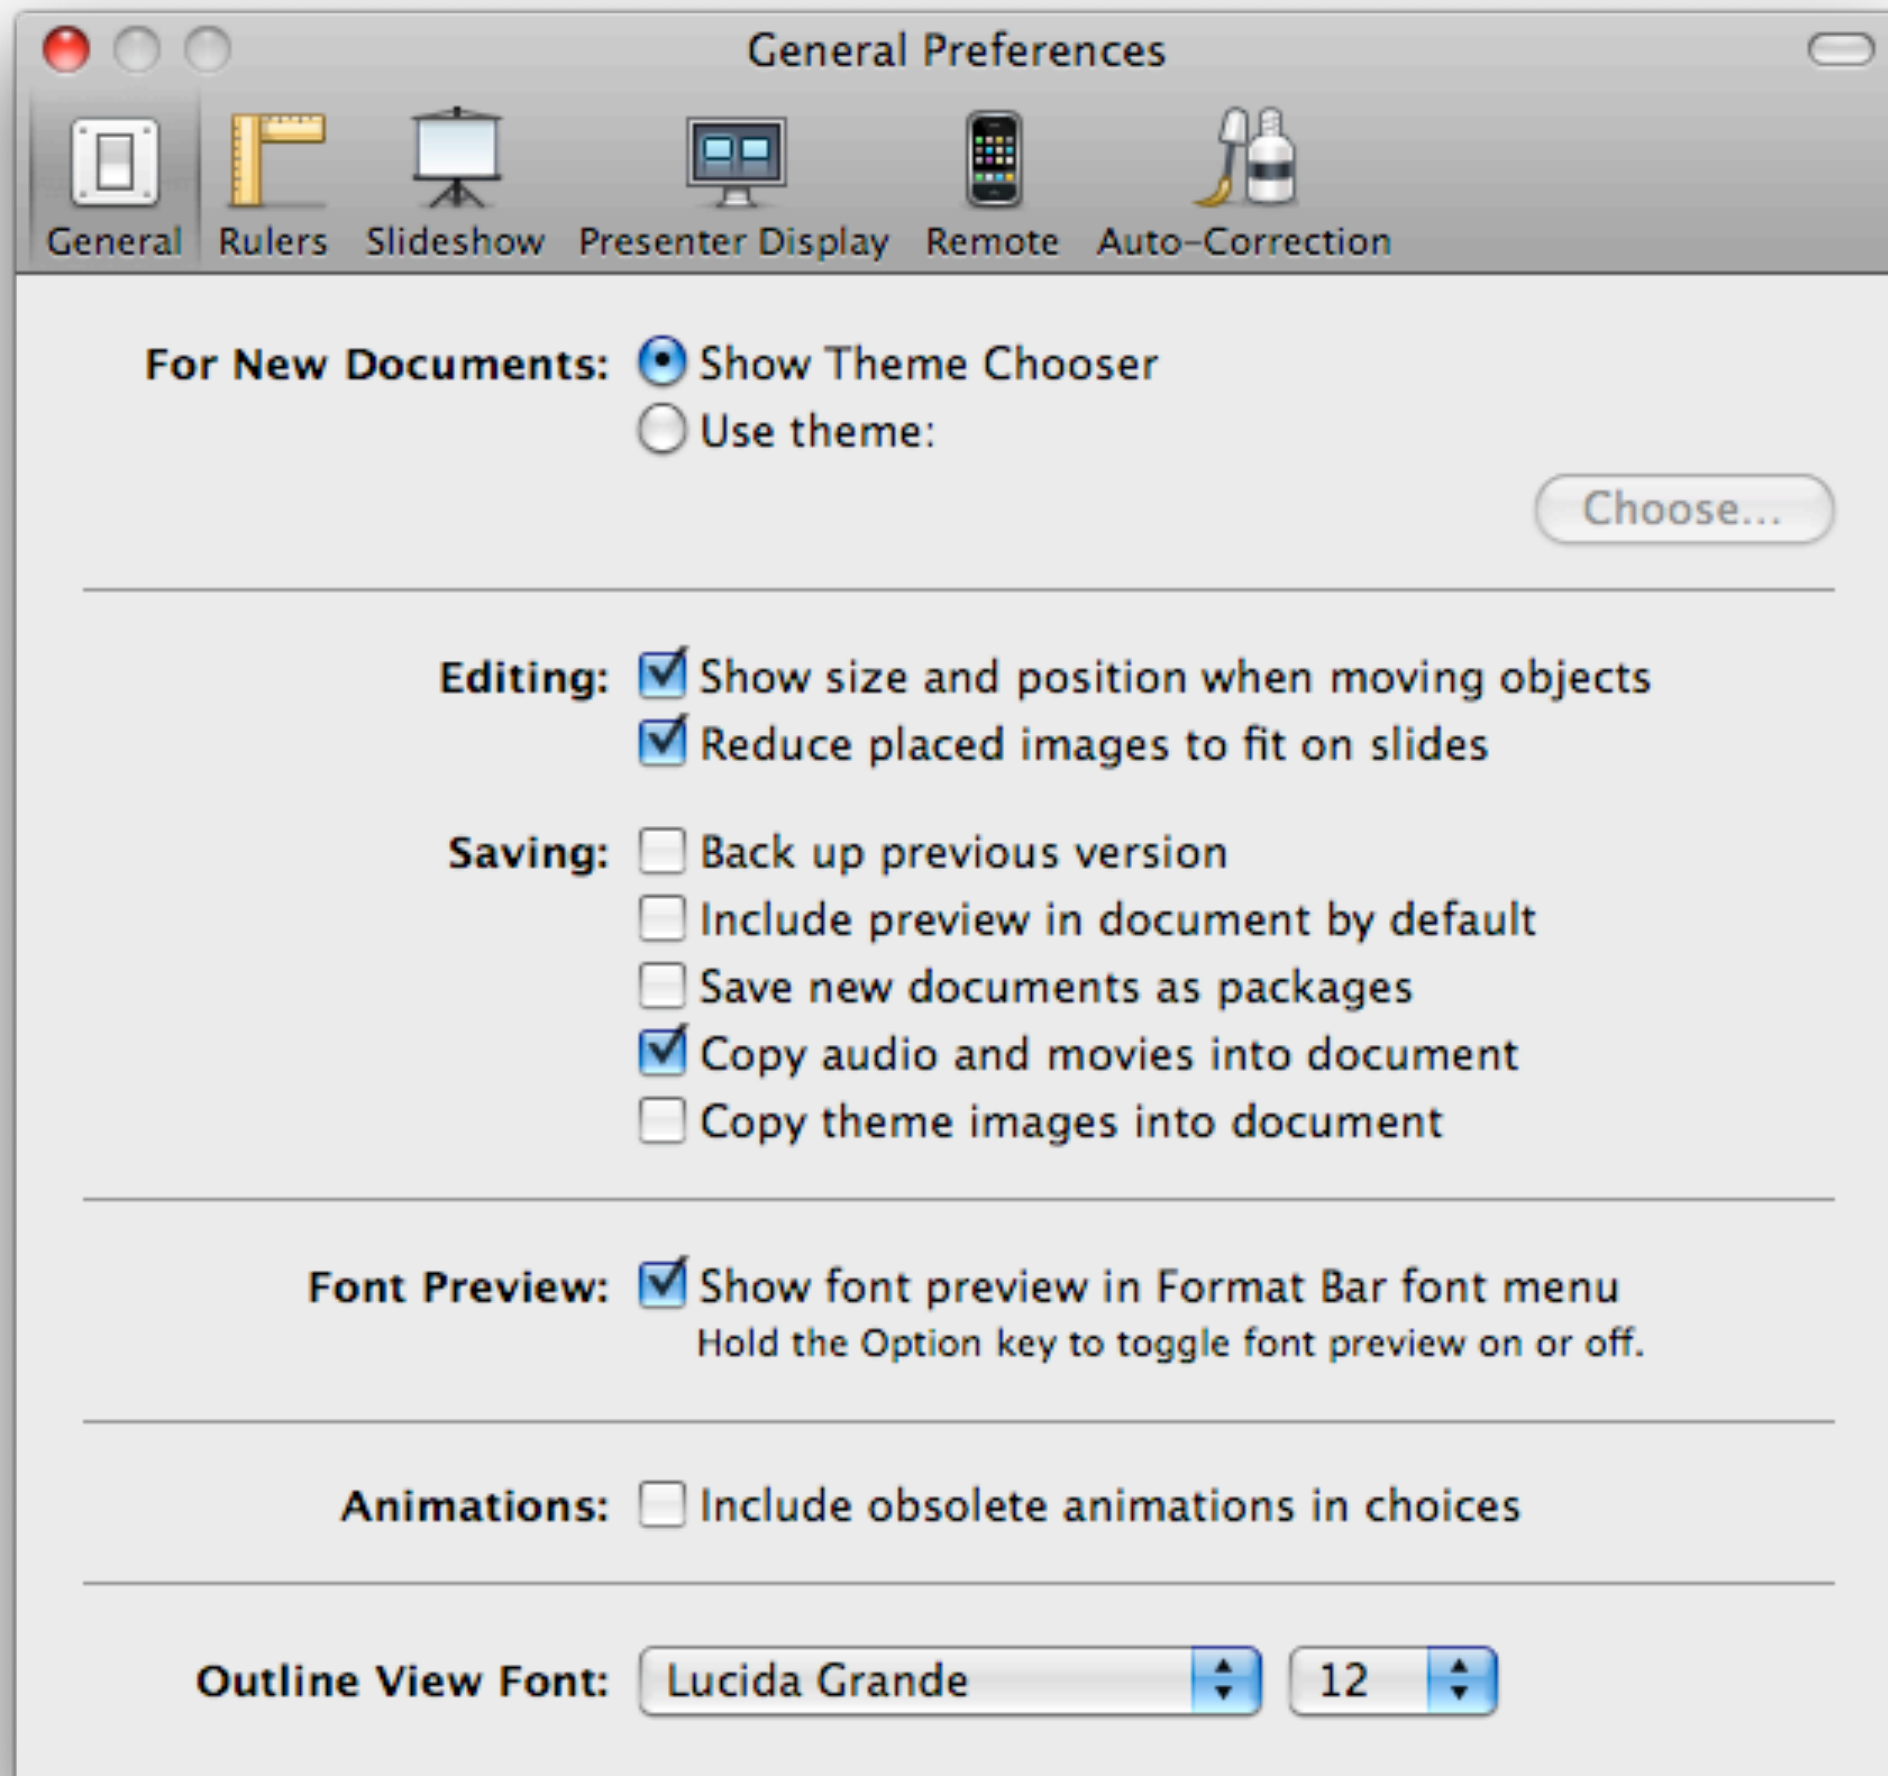 General Preferences
General Rulers Slideshow Presenter Display Remote Auto-Correction
For New Documents: Show Theme Chooser
Use theme:
Choose...
Editing: Show size and position when moving objects
Reduce placed images to fit on slides
Saving: Back up previous version
Include preview in document by default
Save new documents as packages
Copy audio and movies into document
Copy theme images into document
Font Preview: Show font preview in Format Bar font menu
Hold the Option key to toggle font preview on or off.
Animations: Include obsolete animations in choices
Outline View Font: Lucida Grande 12